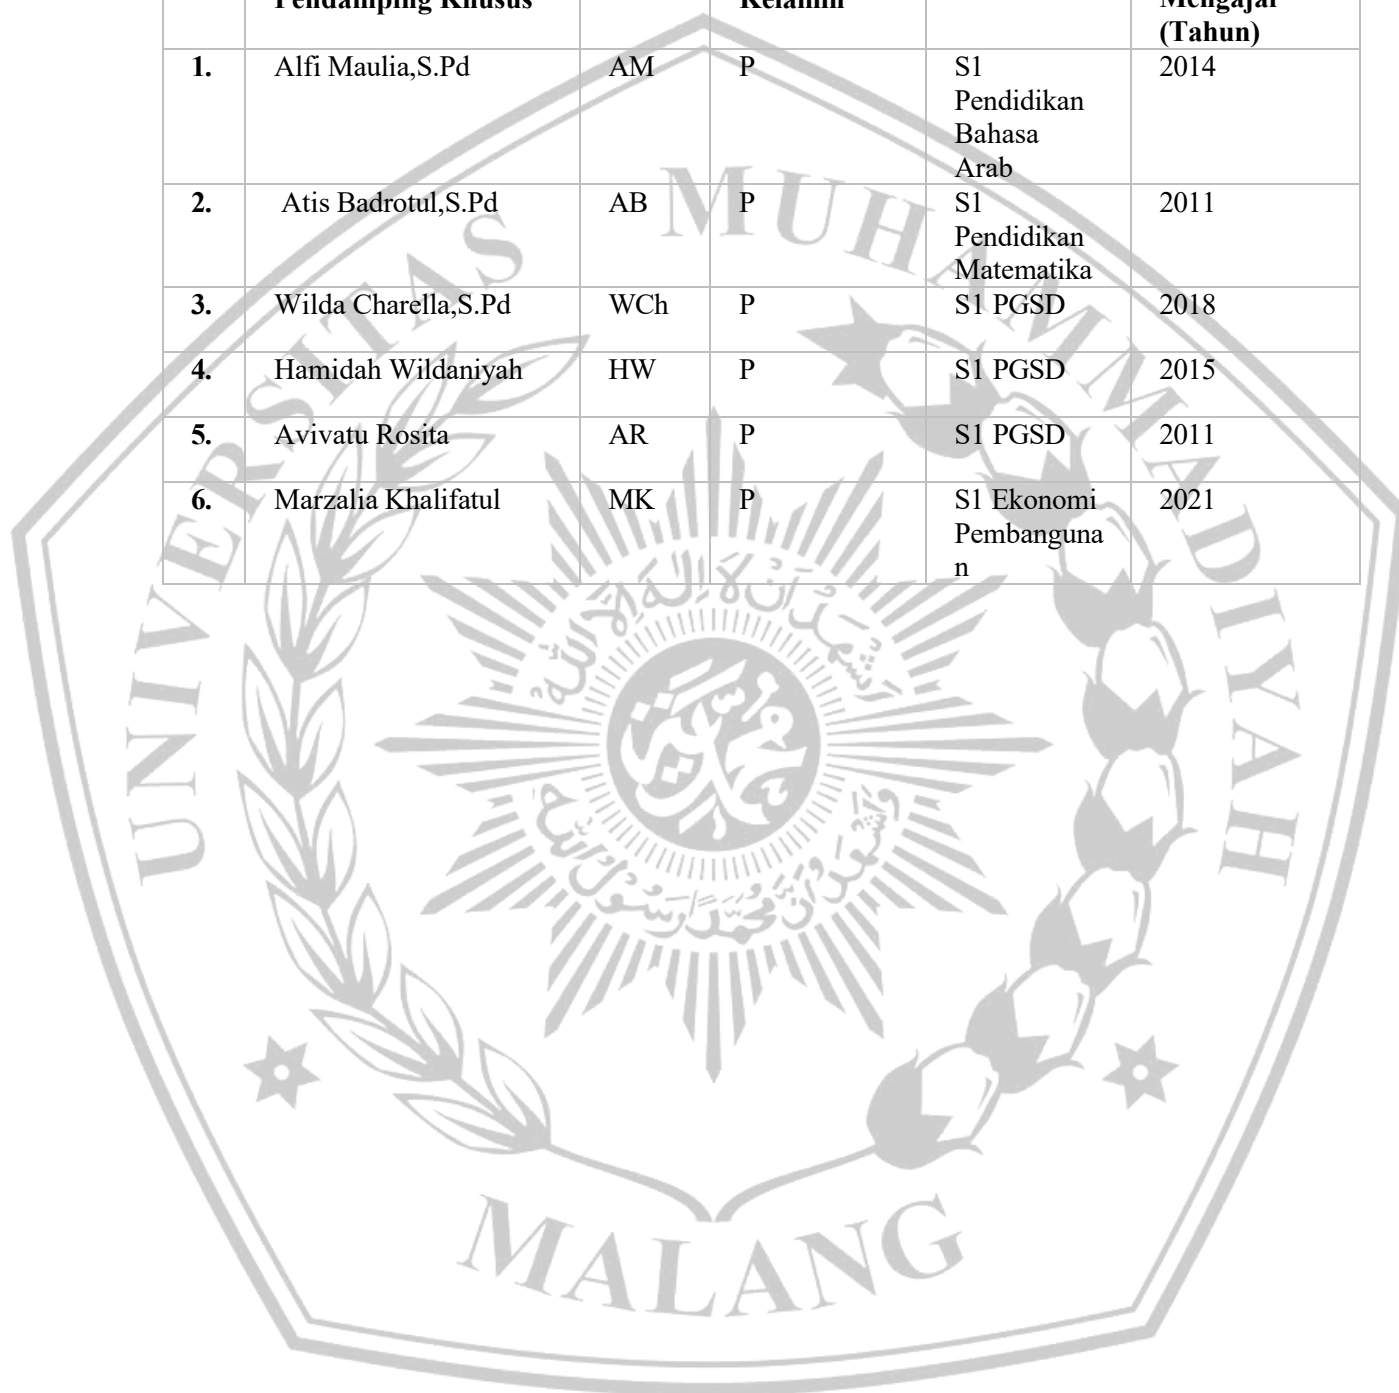 Pendamping Khusus Kelamin Mengajar
(Tahun)
1. Alfi Maulia,S.Pd AM P S1 2014
Pendidikan
Bahasa
Arab
2. Atis Badrotul,S.Pd AB P S1 2011
Pendidikan
Matematika
3. Wilda Charella,S.Pd WCh P S1 PGSD 2018
4. Hamidah Wildaniyah HW P S1 PGSD 2015
5. Avivatu Rosita AR P S1 PGSD 2011
6. Marzalia Khalifatul MK P S1 Ekonomi 2021
Pembanguna
n
UNIVERSITAS MUHAMMADIYAH
MALANG